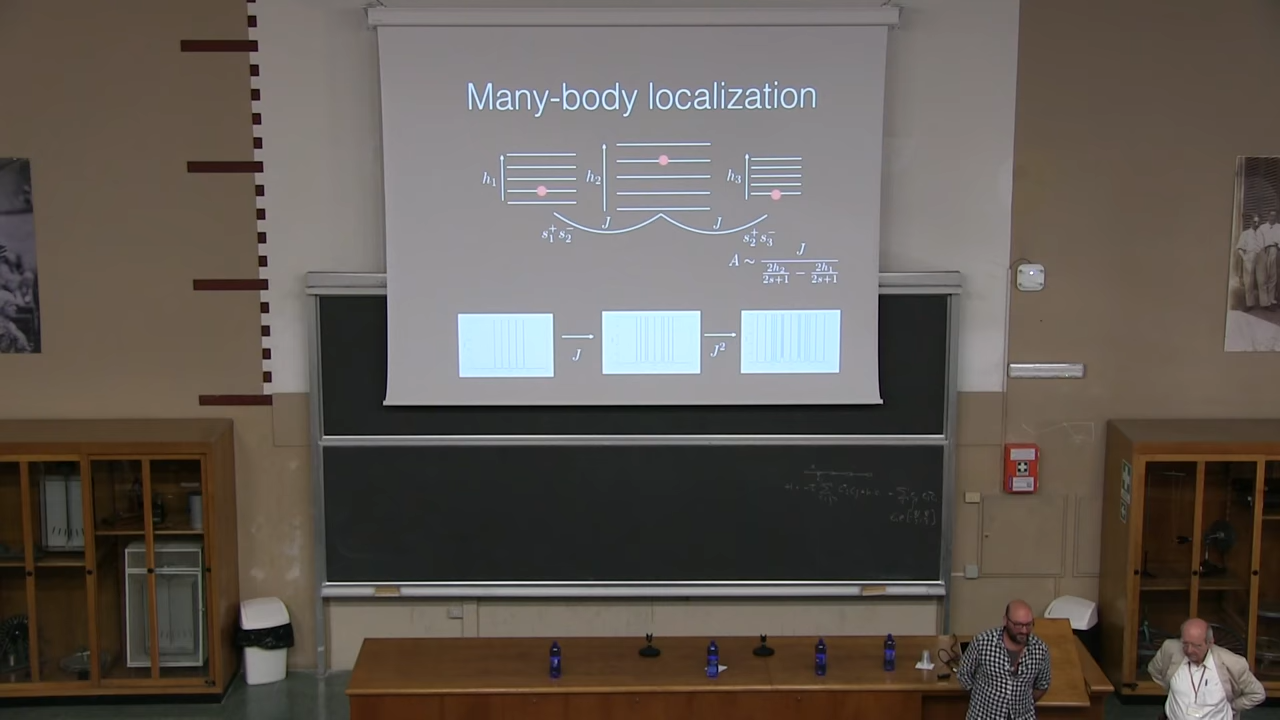 Many-body localization
h₁ h₂ h₃
J J
s₁⁺s₂⁻ s₂⁺s₃⁻
A ~ J / (2h₂/(2s+1) − 2h₁/(2s+1))
J J²